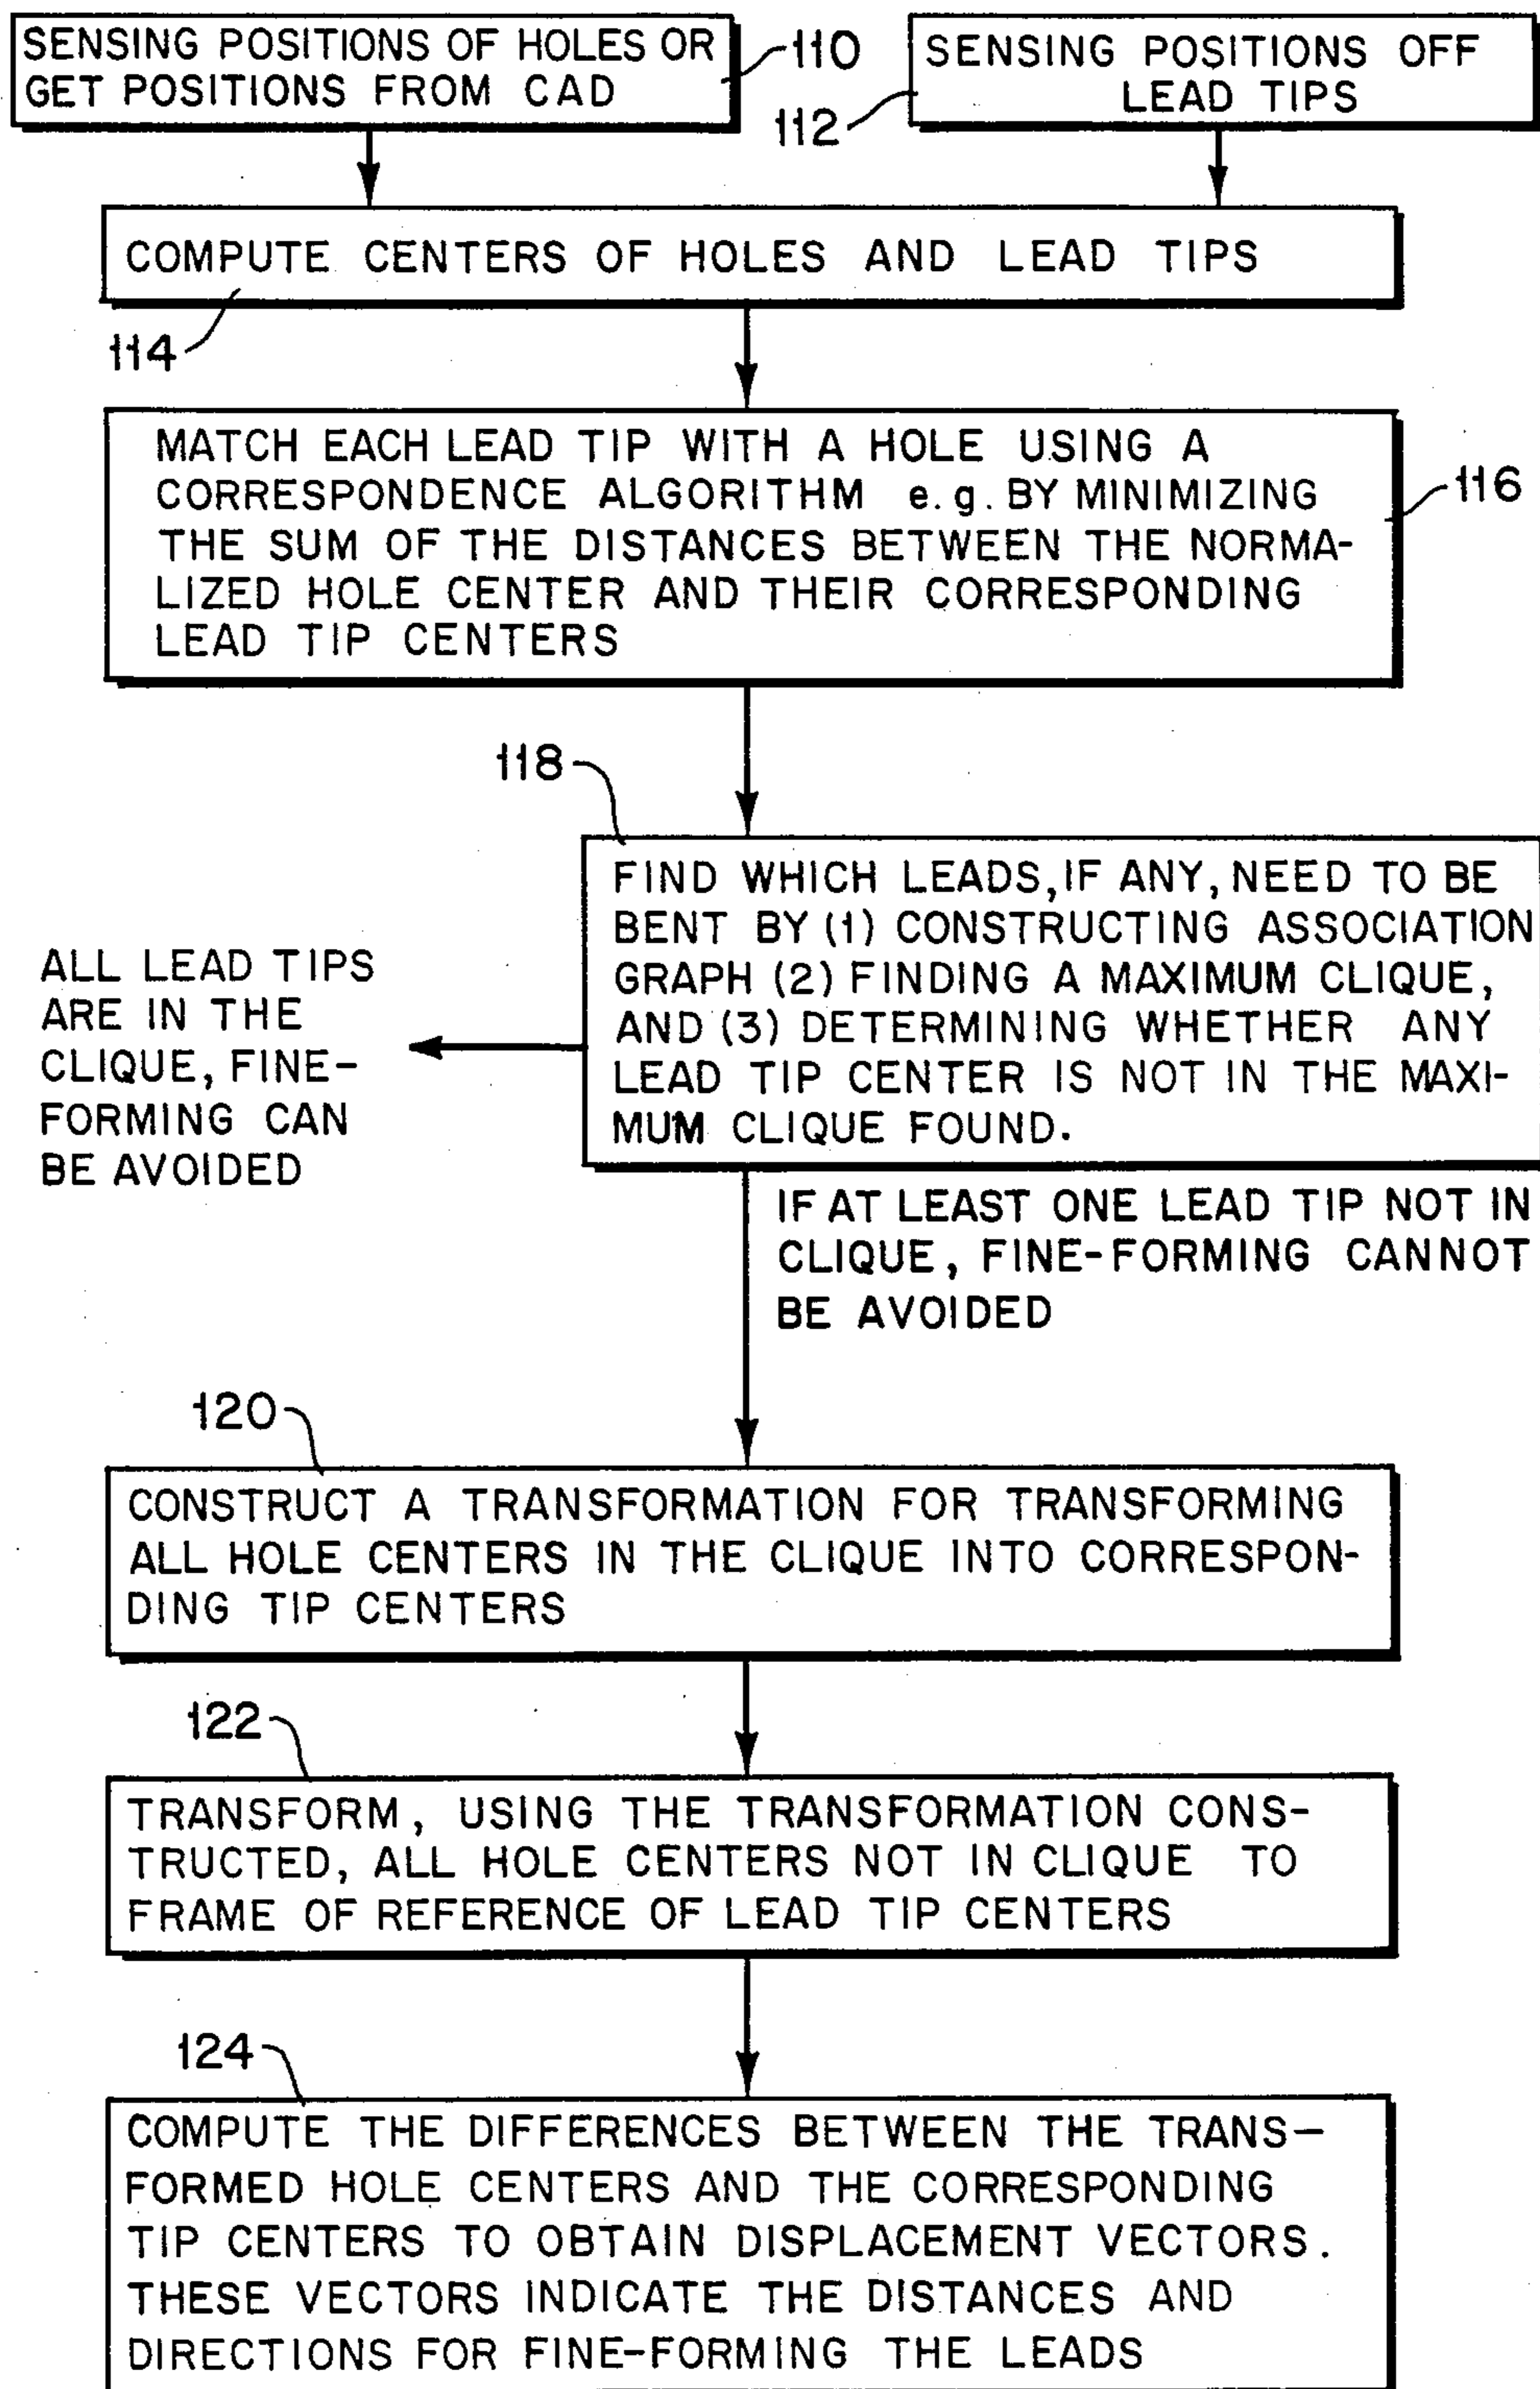 SENSING POSITIONS OF HOLES OR
GET POSITIONS FROM CAD
110
SENSING POSITIONS OFF
LEAD TIPS
112
COMPUTE CENTERS OF HOLES AND LEAD TIPS
114
MATCH EACH LEAD TIP WITH A HOLE USING A
CORRESPONDENCE ALGORITHM e.g. BY MINIMIZING
THE SUM OF THE DISTANCES BETWEEN THE NORMA-
LIZED HOLE CENTER AND THEIR CORRESPONDING
LEAD TIP CENTERS
116
118
FIND WHICH LEADS, IF ANY, NEED TO BE
BENT BY (1) CONSTRUCTING ASSOCIATION
GRAPH (2) FINDING A MAXIMUM CLIQUE,
AND (3) DETERMINING WHETHER ANY
LEAD TIP CENTER IS NOT IN THE MAXI-
MUM CLIQUE FOUND.
ALL LEAD TIPS
ARE IN THE
CLIQUE, FINE-
FORMING CAN
BE AVOIDED
IF AT LEAST ONE LEAD TIP NOT IN
CLIQUE, FINE-FORMING CANNOT
BE AVOIDED
120
CONSTRUCT A TRANSFORMATION FOR TRANSFORMING
ALL HOLE CENTERS IN THE CLIQUE INTO CORRESPON-
DING TIP CENTERS
122
TRANSFORM, USING THE TRANSFORMATION CONS-
TRUCTED, ALL HOLE CENTERS NOT IN CLIQUE TO
FRAME OF REFERENCE OF LEAD TIP CENTERS
124
COMPUTE THE DIFFERENCES BETWEEN THE TRANS-
FORMED HOLE CENTERS AND THE CORRESPONDING
TIP CENTERS TO OBTAIN DISPLACEMENT VECTORS.
THESE VECTORS INDICATE THE DISTANCES AND
DIRECTIONS FOR FINE-FORMING THE LEADS